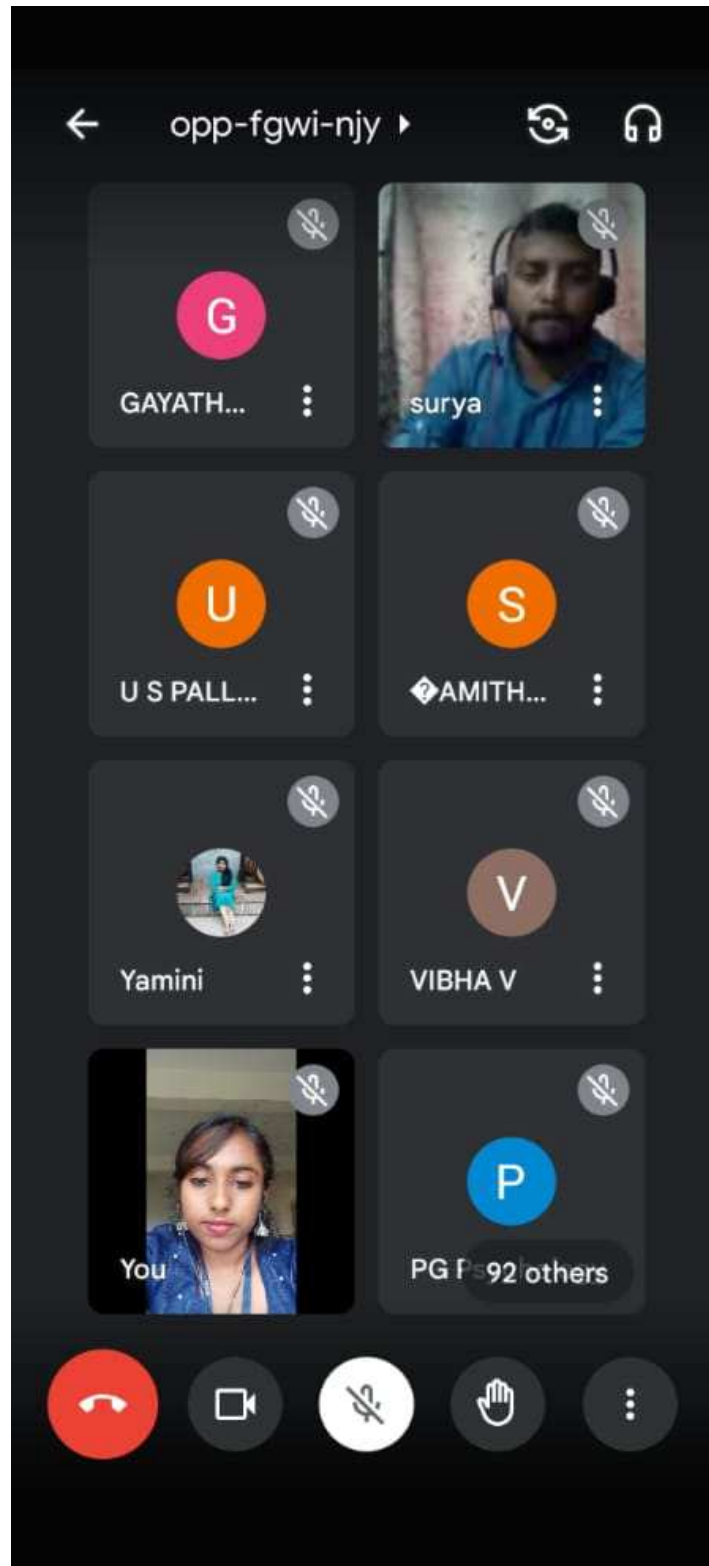 opp-fgwi-njy
G
GAYATH...
surya
U
U S PALL...
S
�AMITH...
Yamini
V
VIBHA V
You
P
PG
92 others